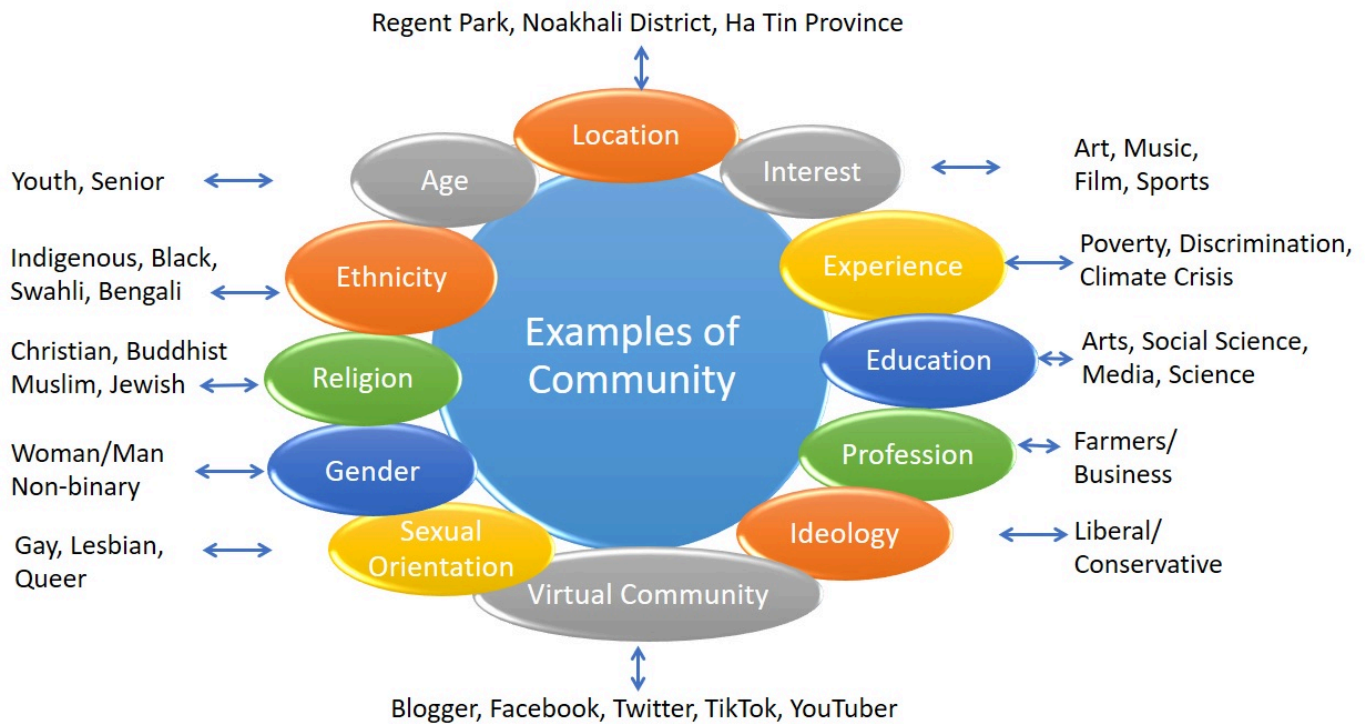 Regent Park, Noakhali District, Ha Tin Province
Location
Age
Interest
Youth, Senior
Art, Music,
Film, Sports
Indigenous, Black,
Swahli, Bengali
Ethnicity
Experience
Poverty, Discrimination,
Climate Crisis
Examples of
Community
Christian, Buddhist
Muslim, Jewish
Religion
Education
Arts, Social Science,
Media, Science
Woman/Man
Non-binary
Gender
Profession
Farmers/
Business
Gay, Lesbian,
Queer
Sexual
Orientation
Ideology
Liberal/
Conservative
Virtual Community
Blogger, Facebook, Twitter, TikTok, YouTuber